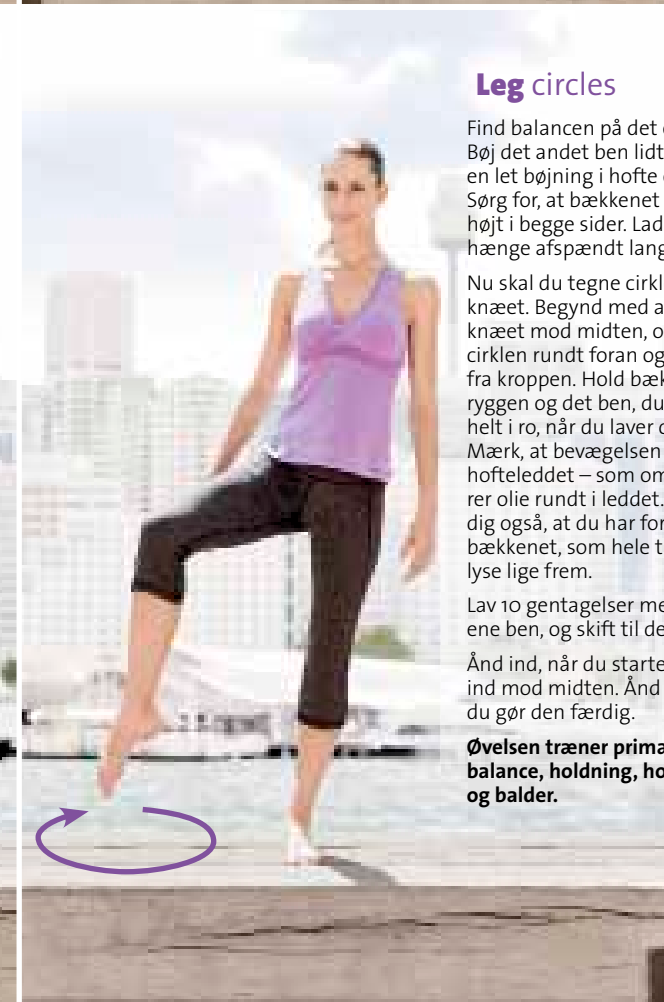 Leg circles
Find balancen på det
Bøj det andet ben lidt
en let bøjning i hofte
Sørg for, at bækkenet
højt i begge sider. Lad
hænge afspændt lang
Nu skal du tegne cirkl
knæet. Begynd med a
knæet mod midten, o
cirklen rundt foran og
fra kroppen. Hold bæk
ryggen og det ben, du
helt i ro, når du laver
Mærk, at bevægelsen
hofteleddet – som om
rer olie rundt i leddet.
dig også, at du har for
bækkenet, som hele t
lyse lige frem.
Lav 10 gentagelser me
ene ben, og skift til de
Ånd ind, når du starte
ind mod midten. Ånd
du gør den færdig.
Øvelsen træner prima
balance, holdning, ho
og balder.